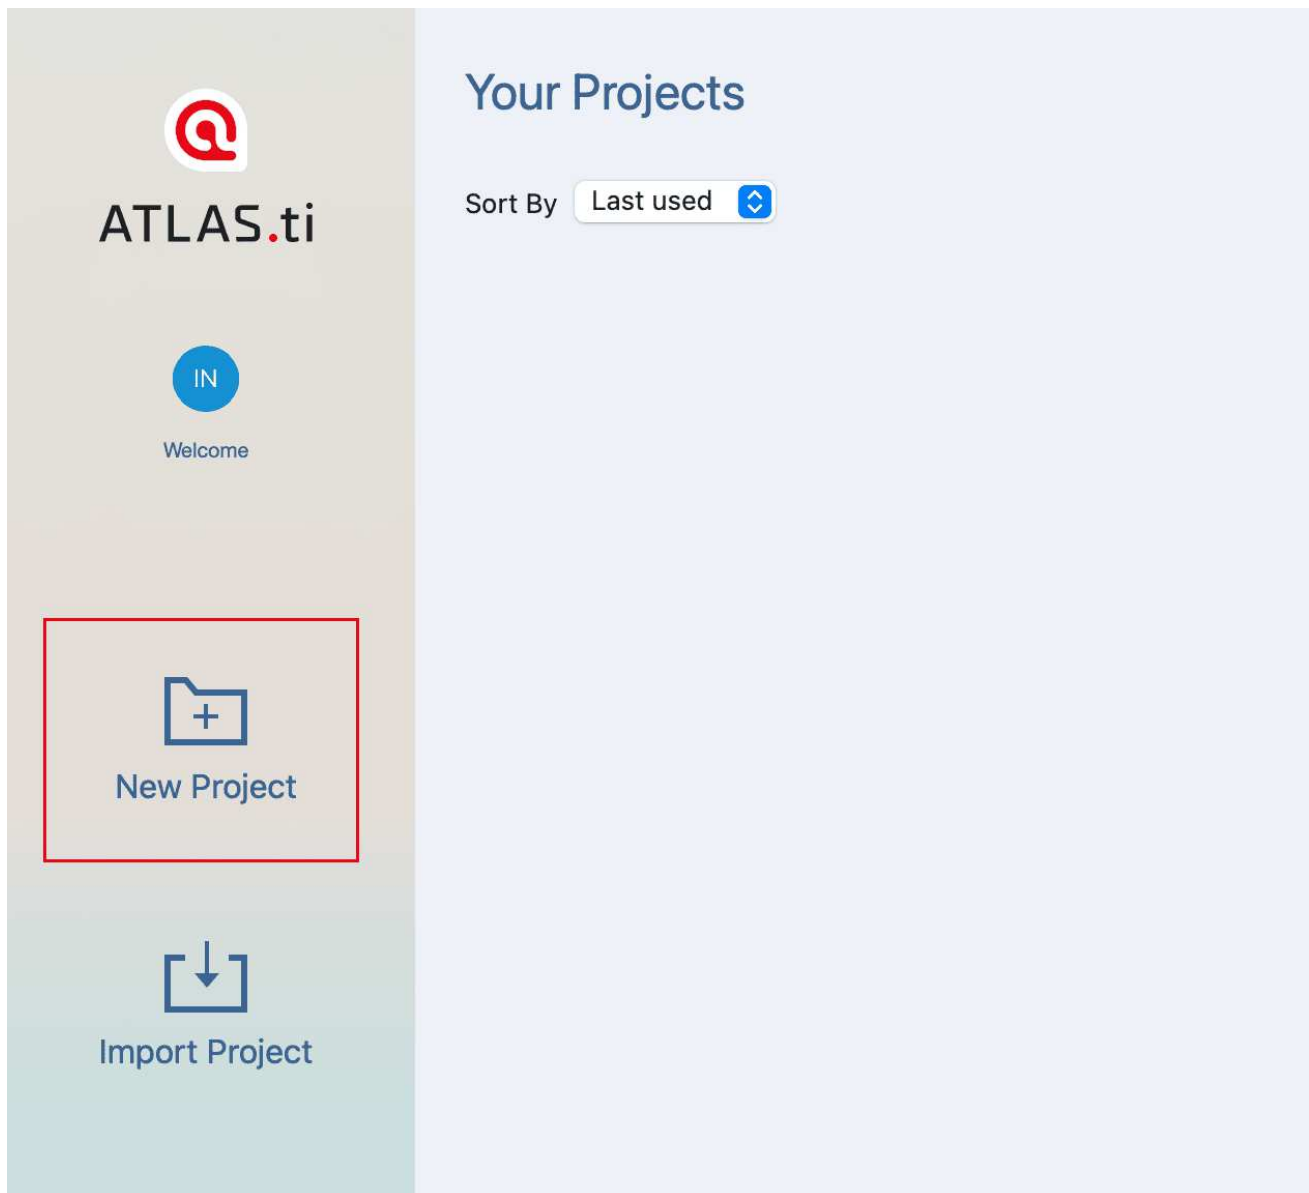 ATLAS.ti
IN
Welcome
New Project
Import Project
Your Projects
Sort By Last used